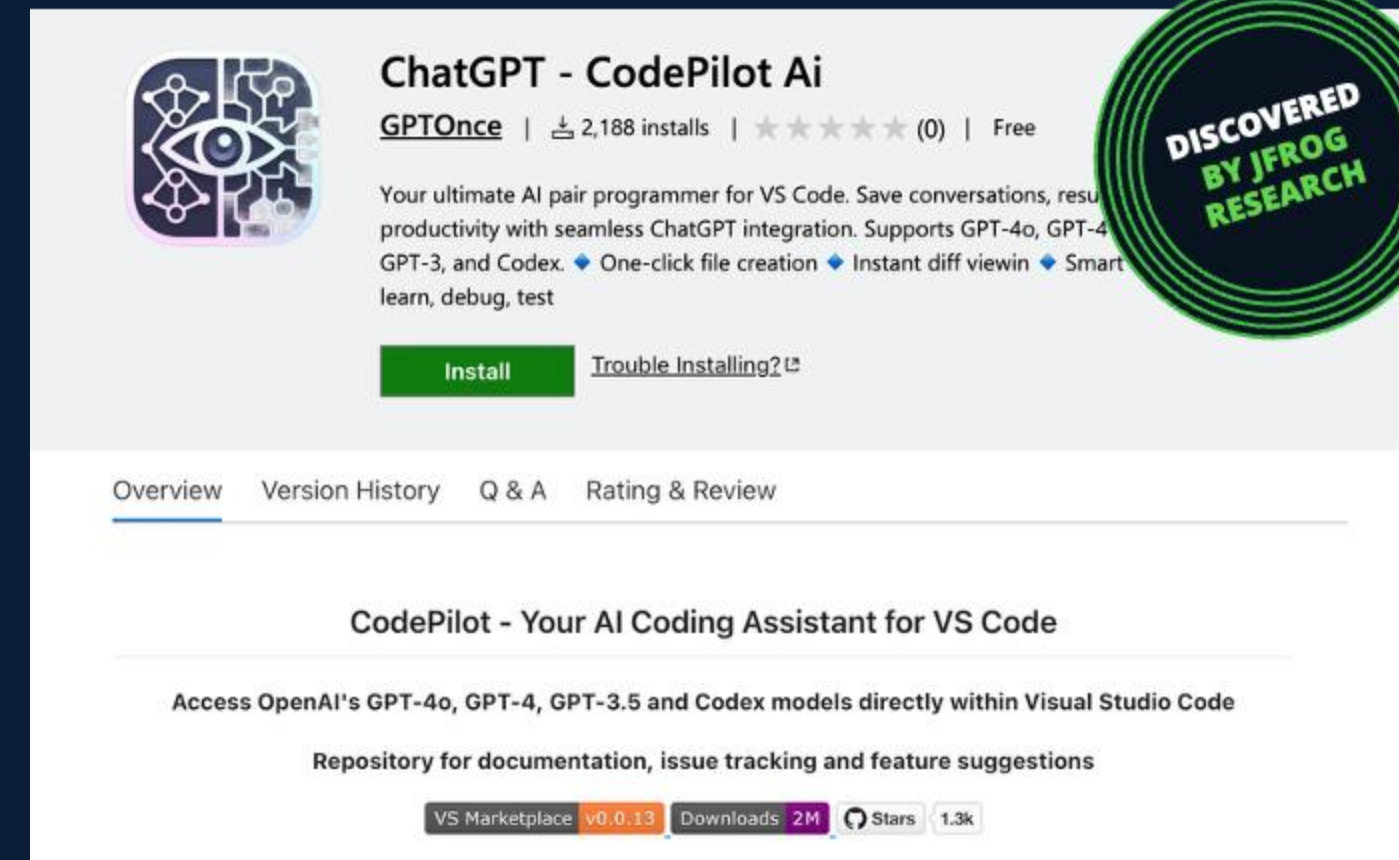 ChatGPT - CodePilot Ai
GPTOnce | 2,188 installs | (0) | Free
Your ultimate AI pair programmer for VS Code. Save conversations, resu
productivity with seamless ChatGPT integration. Supports GPT-4o, GPT-4
GPT-3, and Codex. 🔹 One-click file creation 🔹 Instant diff viewin 🔹 Smart
learn, debug, test
DISCOVERED
BY JFROG
RESEARCH
Install Trouble Installing?
Overview Version History Q & A Rating & Review
CodePilot - Your AI Coding Assistant for VS Code
Access OpenAI's GPT-4o, GPT-4, GPT-3.5 and Codex models directly within Visual Studio Code
Repository for documentation, issue tracking and feature suggestions
VS Marketplace v0.0.13 Downloads 2M Stars 1.3k